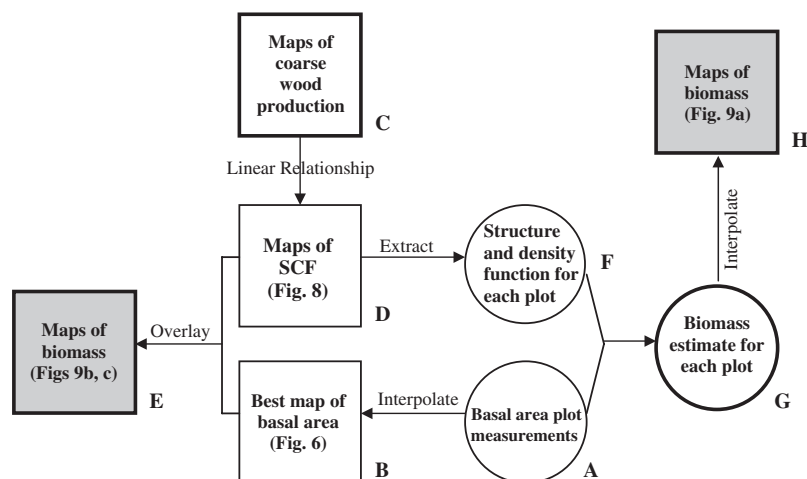 Maps of
coarse
wood
production
C
Maps of
biomass
(Fig. 9a)
H
Linear Relationship
Interpolate
Maps of
SCF
(Fig. 8)
D
Extract
Structure
and density
function for
each plot
F
Maps of
biomass
(Figs 9b, c)
E
Overlay
Biomass
estimate for
each plot
G
Best map of
basal area
(Fig. 6)
B
Interpolate
Basal area plot
measurements
A